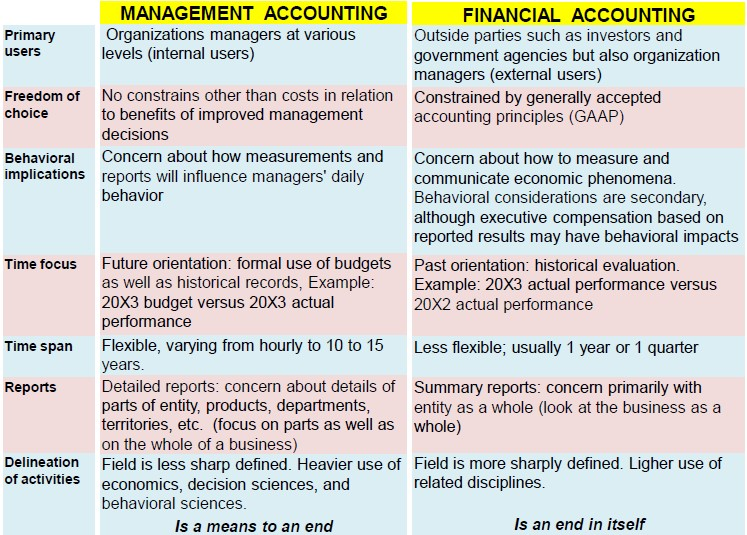 MANAGEMENT ACCOUNTING
FINANCIAL ACCOUNTING
Primary
users
Organizations managers at various
levels (internal users)
Outside parties such as investors and
government agencies but also organization
managers (external users)
Freedom of
choice
No constrains other than costs in relation
to benefits of improved management
decisions
Constrained by generally accepted
accounting principles (GAAP)
Behavioral
implications
Concern about how measurements and
reports will influence managers' daily
behavior
Concern about how to measure and
communicate economic phenomena.
Behavioral considerations are secondary,
although executive compensation based on
reported results may have behavioral impacts
Time focus
Future orientation: formal use of budgets
as well as historical records, Example:
20X3 budget versus 20X3 actual
performance
Past orientation: historical evaluation.
Example: 20X3 actual performance versus
20X2 actual performance
Time span
Flexible, varying from hourly to 10 to 15
years.
Less flexible; usually 1 year or 1 quarter
Reports
Detailed reports: concern about details of
parts of entity, products, departments,
territories, etc. (focus on parts as well as
on the whole of a business)
Summary reports: concern primarily with
entity as a whole (look at the business as a
whole)
Delineation
of activities
Field is less sharp defined. Heavier use of
economics, decision sciences, and
behavioral sciences.
Is a means to an end
Field is more sharply defined. Ligher use of
related disciplines.
Is an end in itself